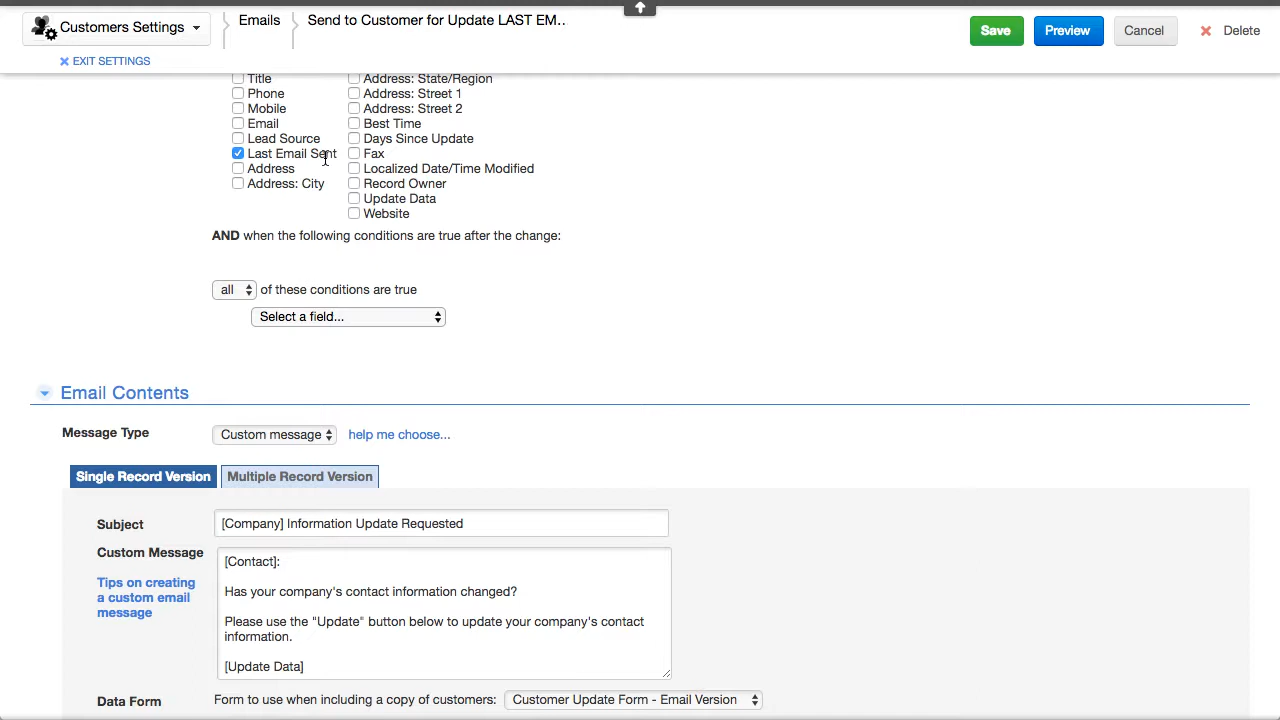 Customers Settings
Emails
Send to Customer for Update LAST EM..
Save
Preview
Cancel
Delete
EXIT SETTINGS
Title
Address: State/Region
Phone
Address: Street 1
Mobile
Address: Street 2
Email
Best Time
Lead Source
Days Since Update
Last Email Sent
Fax
Address
Localized Date/Time Modified
Address: City
Record Owner
Update Data
Website
AND when the following conditions are true after the change:
all of these conditions are true
Select a field...
Email Contents
Message Type
Custom message
help me choose...
Single Record Version
Multiple Record Version
Subject
[Company] Information Update Requested
Custom Message
[Contact]:
Tips on creating
a custom email
message
Has your company's contact information changed?
Please use the "Update" button below to update your company's contact
information.
[Update Data]
Data Form
Form to use when including a copy of customers:
Customer Update Form - Email Version